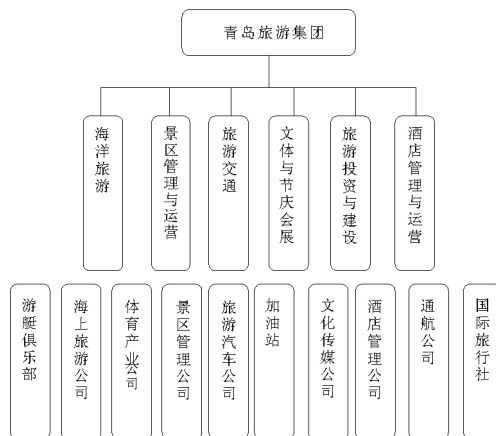 青岛旅游集团
海洋旅游
景区管理与运营
旅游交通
文体与节庆会展
旅游投资与建设
酒店管理与运营
游艇俱乐部
海上旅游公司
体育产业公司
景区管理公司
旅游汽车公司
加油站
文化传媒公司
酒店管理公司
通航公司
国际旅行社